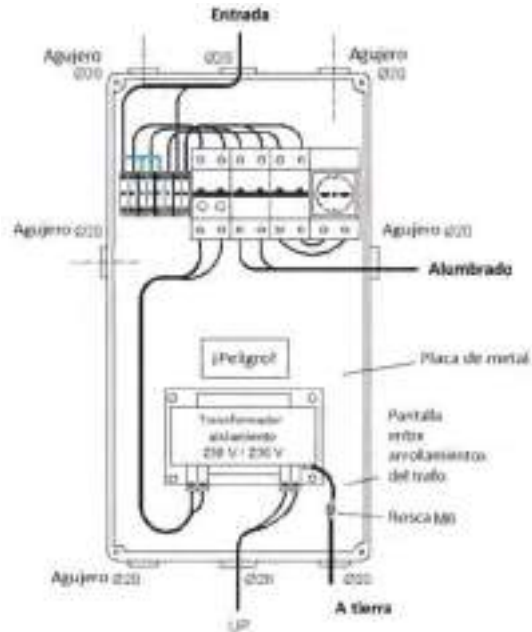 Entrada
Agujero
Ø20
Ø20
Agujero
Ø20
Agujero Ø20
Agujero Ø20
Alumbrado
¡Peligro!
Placa de metal
Transformador
aislamiento
230 V / 230 V
Pantalla
entre
arrollamientos
del trafo
Rosca M6
Agujero Ø20
Ø20
A tierra
UP